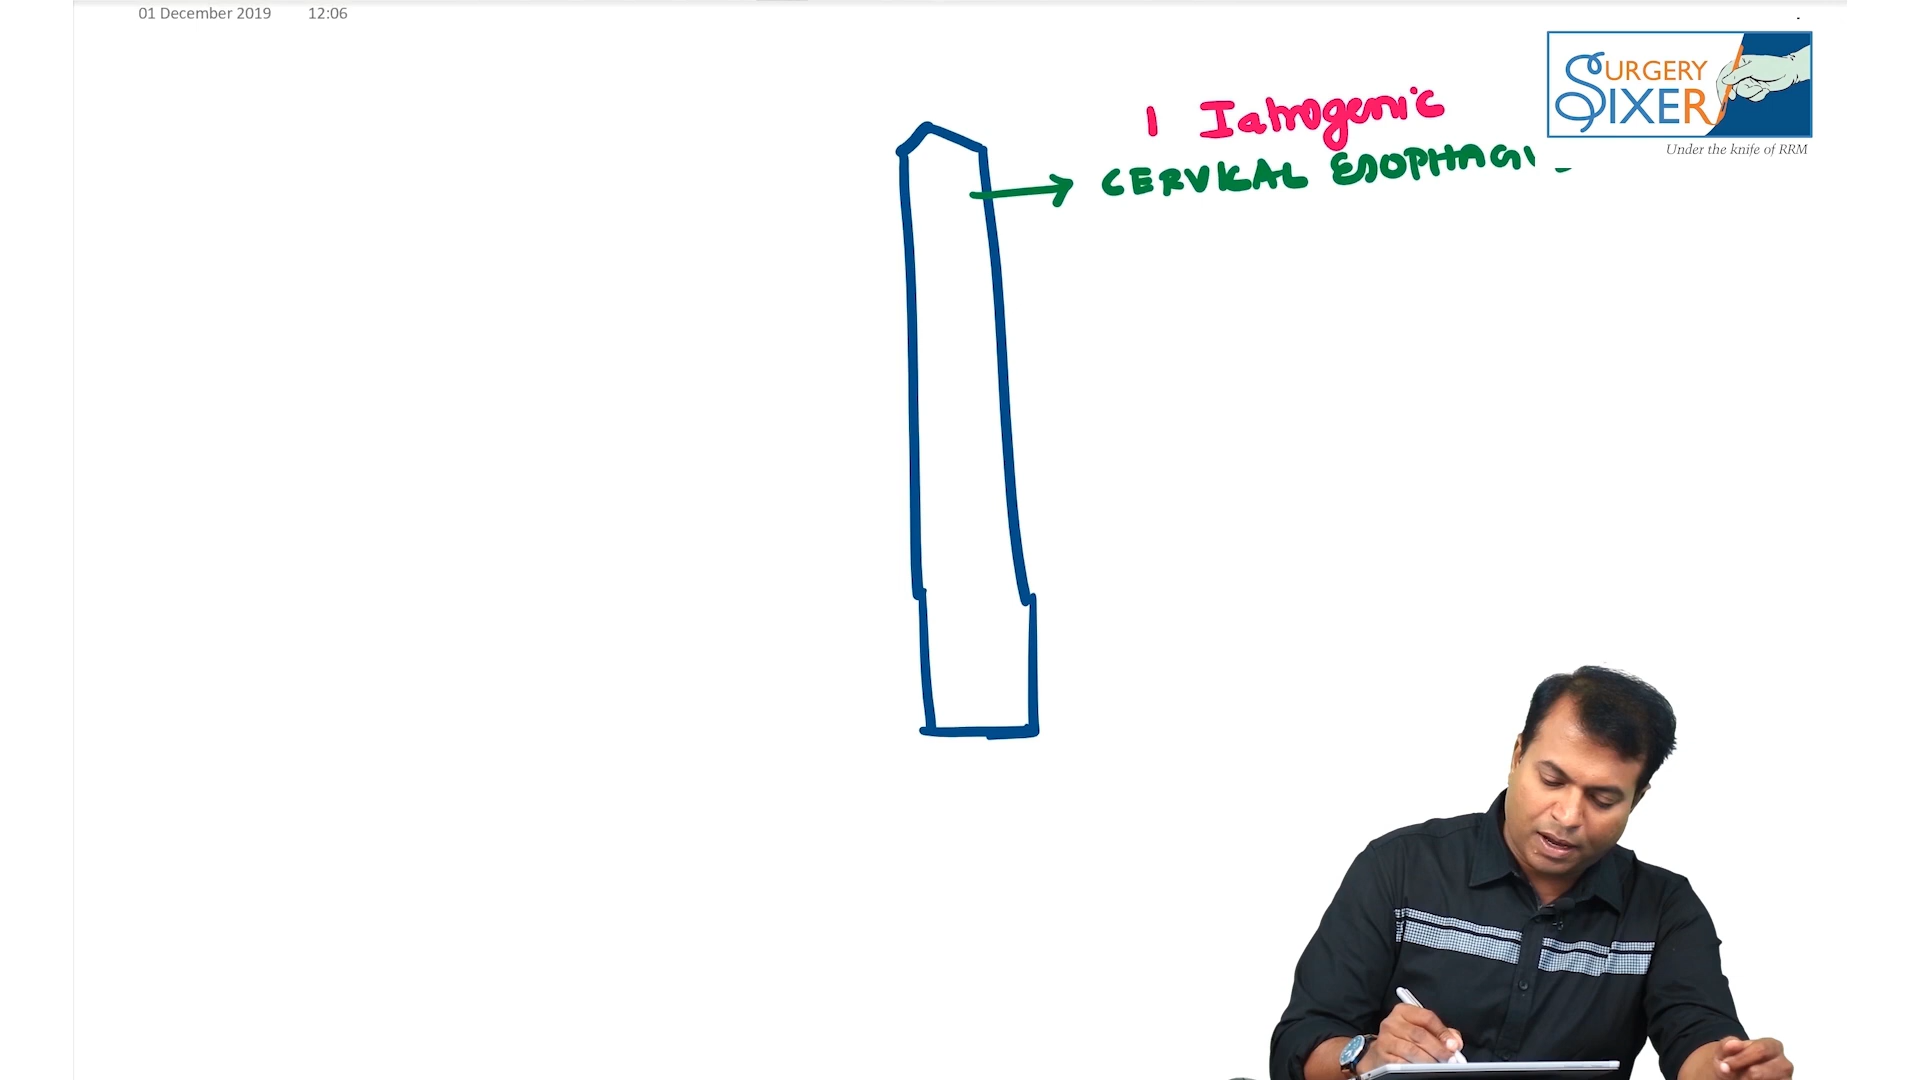 01 December 2019 12:06
SURGERY
SIXER
Under the knife of RRM
1 Iatrogenic
CERVICAL